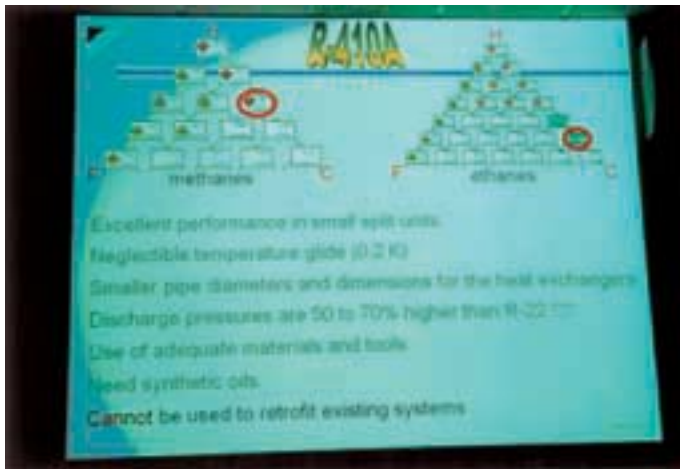 R-410A
H
H
F
C
F
C
methanes
ethanes
Excellent performance in small split units
Neglectible temperature glide (0.2 K)
Smaller pipe diameters and dimensions for the heat exchangers
Discharge pressures are 50 to 70% higher than R-22 !!!
Use of adequate materials and tools
Need synthetic oils
Cannot be used to retrofit existing systems